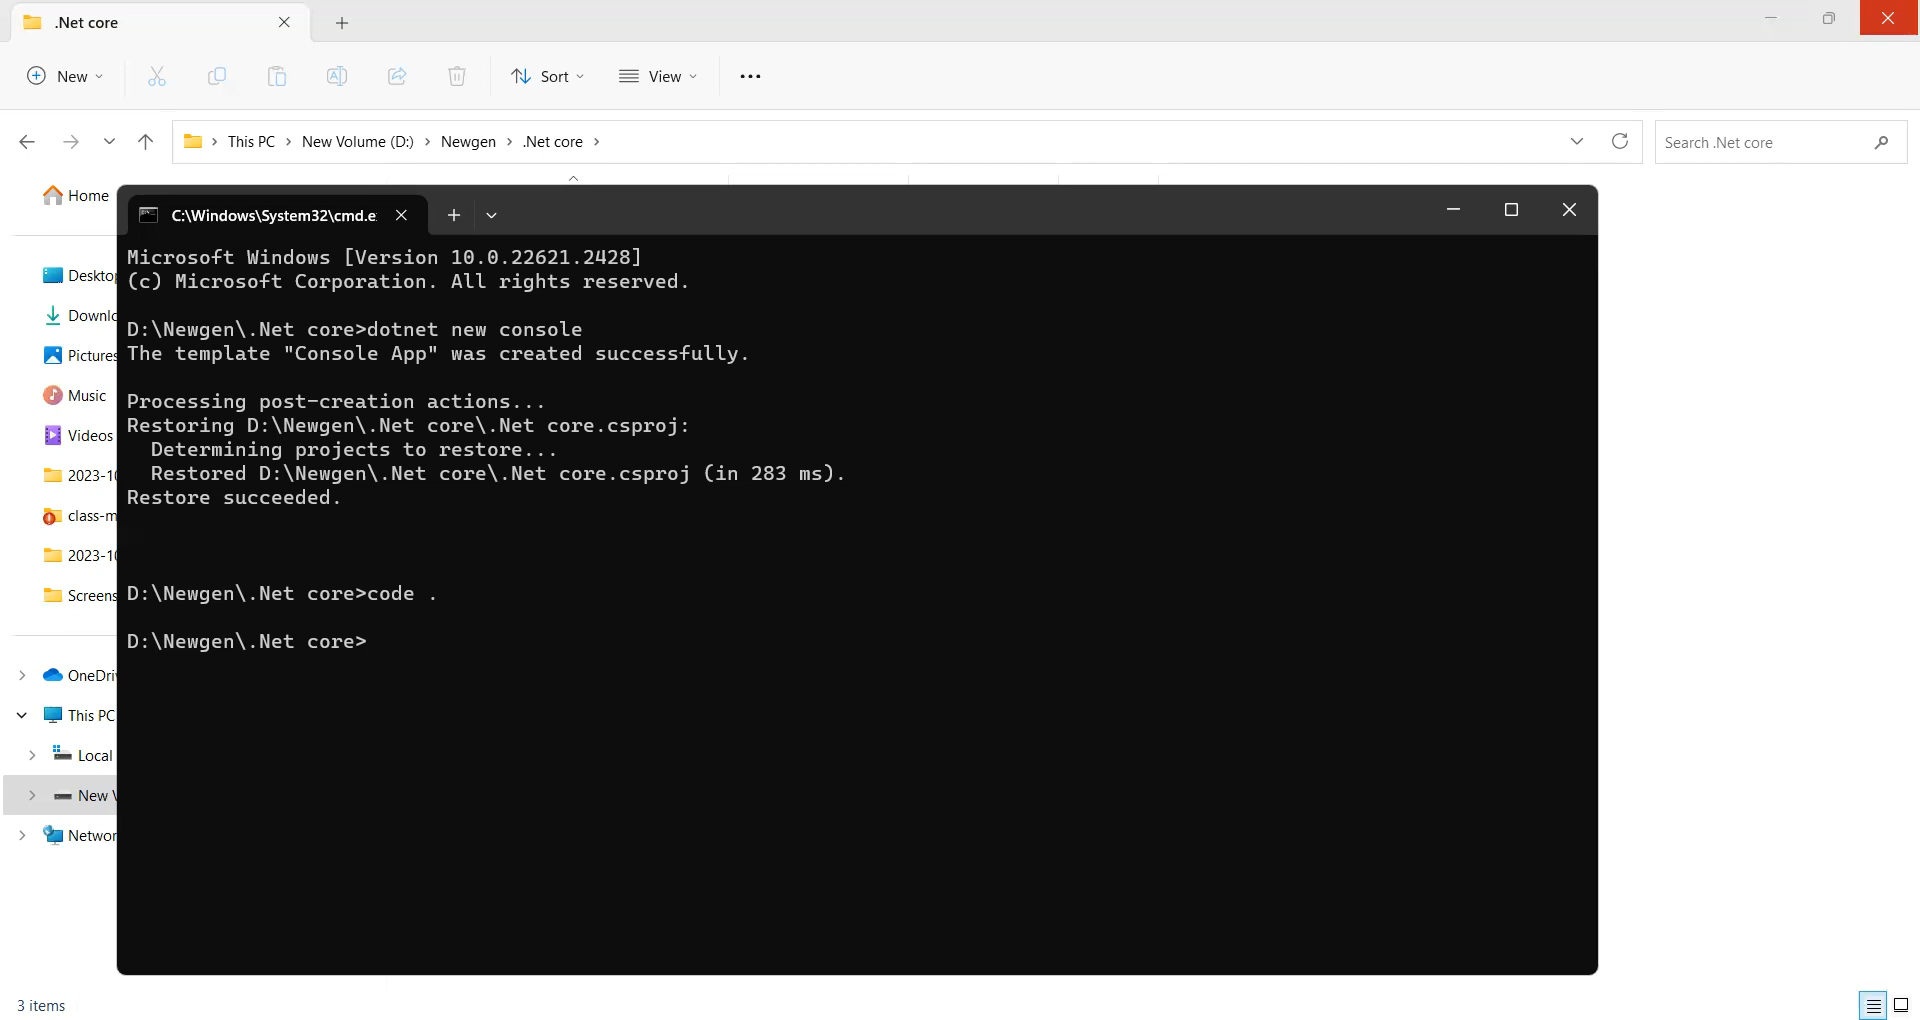 .Net core
New
Sort
View
This PC > New Volume (D:) > Newgen > .Net core >
Search .Net core
Home
Deskto
Downlo
Pictures
Music
Videos
2023-10
class-m
2023-10
Screens
OneDri
This PC
Local
New V
Networ
C:\Windows\System32\cmd.e
Microsoft Windows [Version 10.0.22621.2428]
(c) Microsoft Corporation. All rights reserved.
D:\Newgen\.Net core>dotnet new console
The template "Console App" was created successfully.
Processing post-creation actions...
Restoring D:\Newgen\.Net core\.Net core.csproj:
Determining projects to restore...
Restored D:\Newgen\.Net core\.Net core.csproj (in 283 ms).
Restore succeeded.
D:\Newgen\.Net core>code .
D:\Newgen\.Net core>
3 items